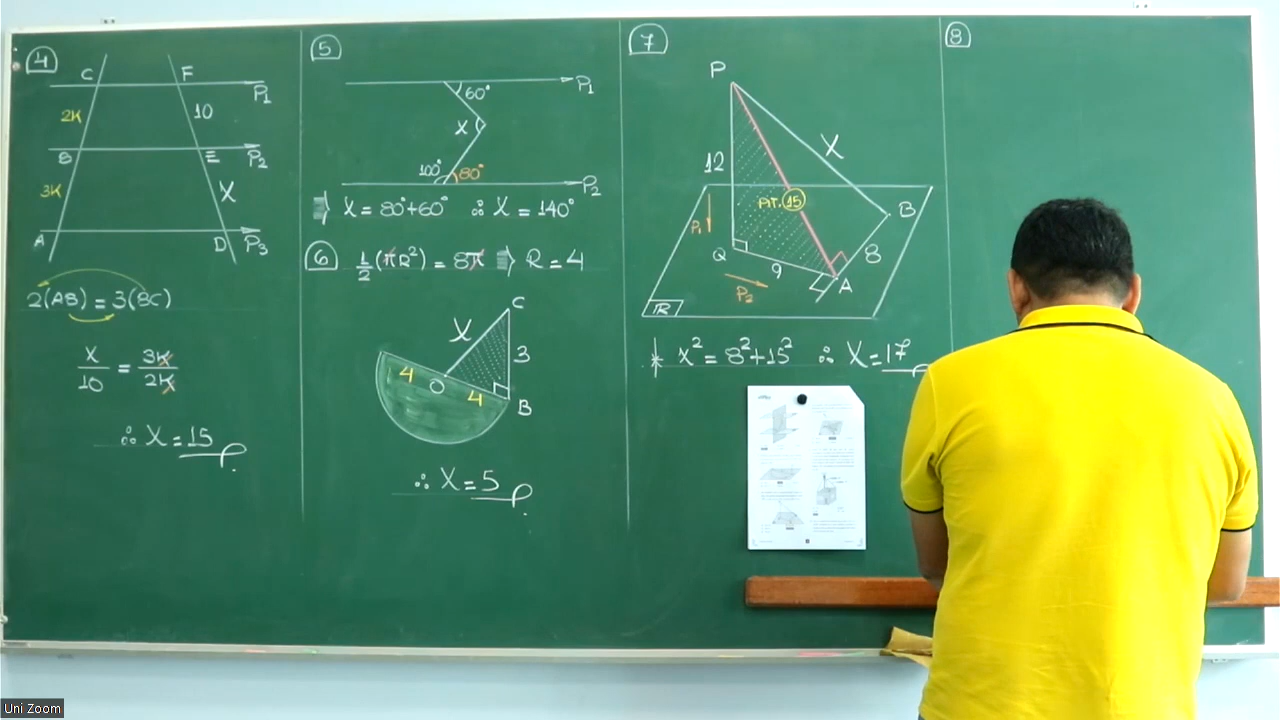 4
C F
P1
2K 10
B E P2
3K X
A D P3
2(AB) = 3(BC)
X/10 = 3K/2K
∴ X = 15
5
60° P1
X
100° 80°
P2
⇛ X = 80°+60° ∴ X = 140°
6
1/2(πR²) = 8π ⇛ R = 4
C
X
3
4 O 4
B
∴ X = 5
7
P
X
12
P.T. 15
B
P1
Q 8
9
A
P2
R
* X² = 8²+15² ∴ X = 17
8
Uni Zoom